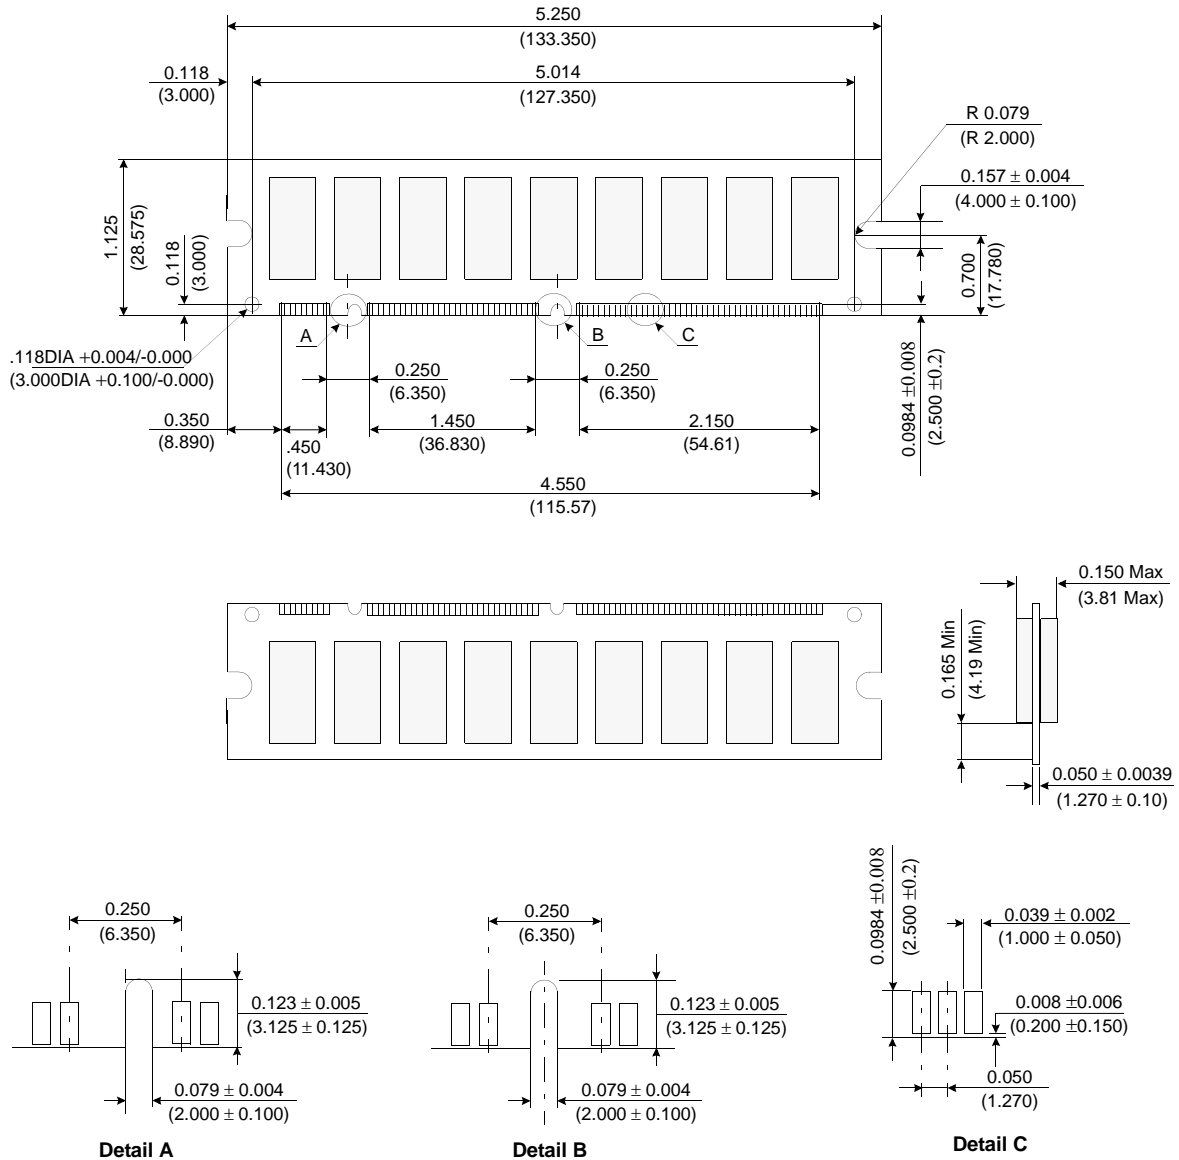 5.250
(133.350)
0.118
(3.000)
5.014
(127.350)
R 0.079
(R 2.000)
0.157 ± 0.004
(4.000 ± 0.100)
1.125
(28.575)
0.118
(3.000)
0.700
(17.780)
A
B
C
.118DIA +0.004/-0.000
(3.000DIA +0.100/-0.000)
0.250
(6.350)
0.250
(6.350)
0.0984 ±0.008
(2.500 ±0.2)
0.350
(8.890)
.450
(11.430)
1.450
(36.830)
2.150
(54.61)
4.550
(115.57)
0.150 Max
(3.81 Max)
0.165 Min
(4.19 Min)
0.050 ± 0.0039
(1.270 ± 0.10)
0.250
(6.350)
0.123 ± 0.005
(3.125 ± 0.125)
0.079 ± 0.004
(2.000 ± 0.100)
Detail A
0.250
(6.350)
0.123 ± 0.005
(3.125 ± 0.125)
0.079 ± 0.004
(2.000 ± 0.100)
Detail B
0.0984 ±0.008
(2.500 ±0.2)
0.039 ± 0.002
(1.000 ± 0.050)
0.008 ±0.006
(0.200 ±0.150)
0.050
(1.270)
Detail C